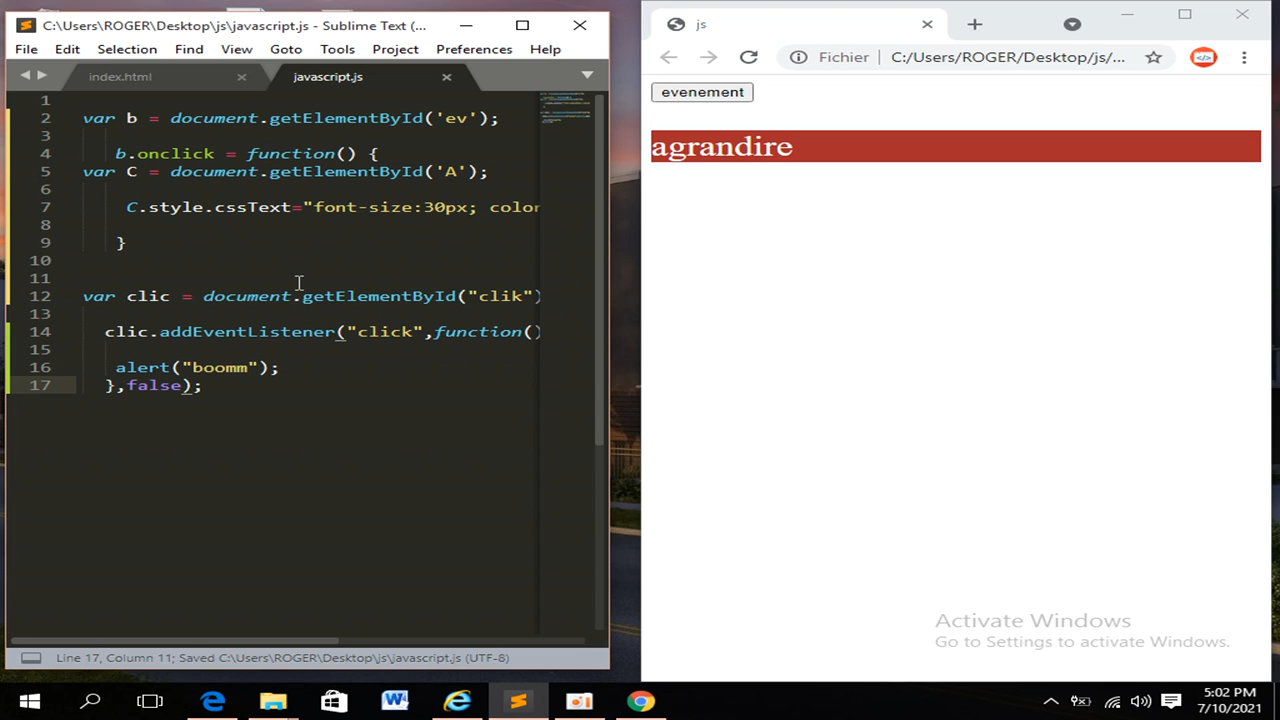 C:\Users\ROGER\Desktop\js\javascript.js - Sublime Text (...
File Edit Selection Find View Goto Tools Project Preferences Help
index.html javascript.js
1
2 var b = document.getElementById('ev');
3
4 b.onclick = function() {
5 var C = document.getElementById('A');
6
7 C.style.cssText="font-size:30px; color
8
9 }
10
11
12 var clic = document.getElementById("clik")
13
14 clic.addEventListener("click",function()
15
16 alert("boomm");
17 },false);
Line 17, Column 11; Saved C:\Users\ROGER\Desktop\js\javascript.js (UTF-8)
js
Fichier C:/Users/ROGER/Desktop/js/...
evenement
agrandire
Activate Windows
Go to Settings to activate Windows.
5:02 PM
7/10/2021